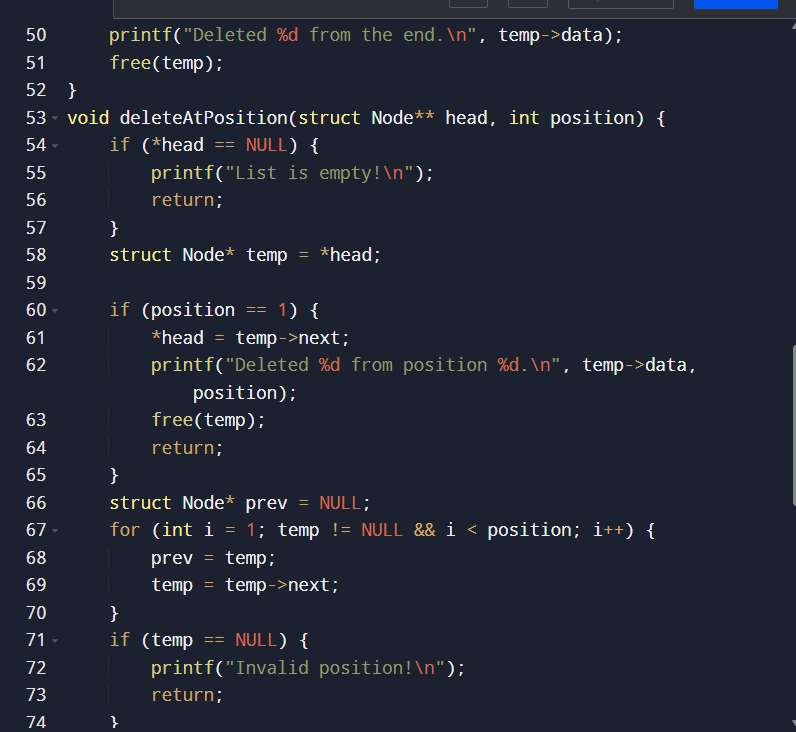 50 printf("Deleted %d from the end.\n", temp->data);
51 free(temp);
52 }
53 void deleteAtPosition(struct Node** head, int position) {
54 if (*head == NULL) {
55 printf("List is empty!\n");
56 return;
57 }
58 struct Node* temp = *head;
59
60 if (position == 1) {
61 *head = temp->next;
62 printf("Deleted %d from position %d.\n", temp->data,
position);
63 free(temp);
64 return;
65 }
66 struct Node* prev = NULL;
67 for (int i = 1; temp != NULL && i < position; i++) {
68 prev = temp;
69 temp = temp->next;
70 }
71 if (temp == NULL) {
72 printf("Invalid position!\n");
73 return;
74 }